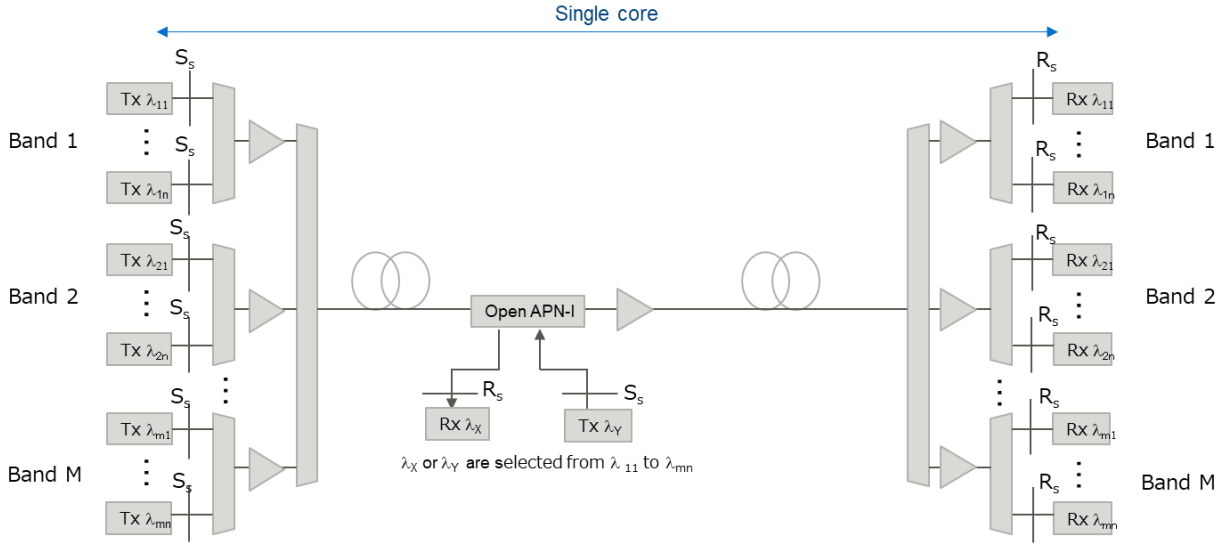 Single core
Ss
Rs
Tx λ11
Rx λ11
Band 1
Band 1
Ss
Rs
Tx λ1n
Rx λ1n
Ss
Rs
Tx λ21
Rx λ21
Band 2
Band 2
Open APN-I
Ss
Rs
Tx λ2n
Rx λ2n
Rs
Ss
Ss
Rs
Rx λX
Tx λY
Tx λm1
Rx λm1
λX or λY are selected from λ 11 to λmn
Band M
Band M
Ss
Rs
Tx λmn
Rx λmn